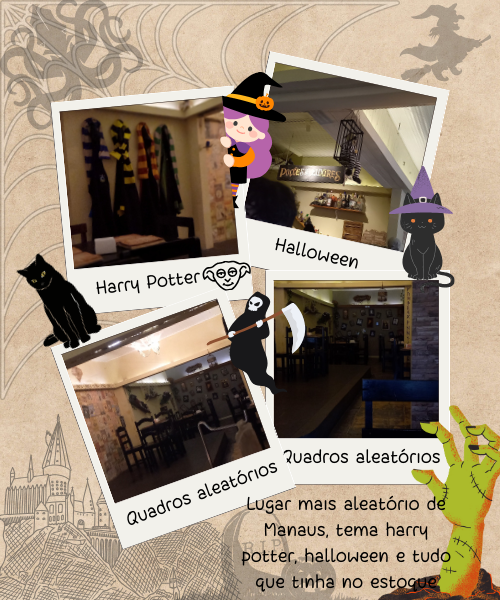 Harry Potter
Halloween
Quadros aleatórios
Quadros aleatórios
Lugar mais aleatório de
Manaus, tema harry
potter, halloween e tudo
que tinha no estoque